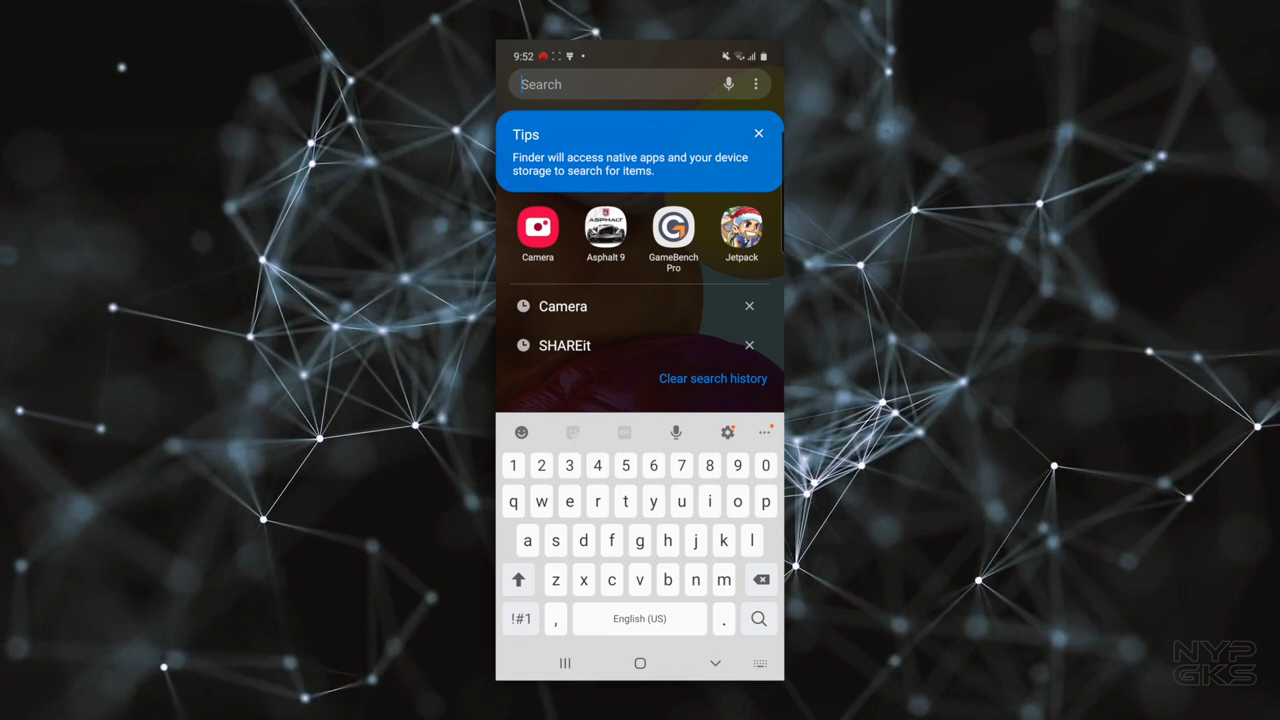 9:52
Search
Tips
Finder will access native apps and your device
storage to search for items.
ASPHALT
Camera
Asphalt 9
GameBench
Pro
Jetpack
Camera
SHAREit
Clear search history
GIF
1 2 3 4 5 6 7 8 9 0
q w e r t y u i o p
a s d f g h j k l
z x c v b n m
!#1 , English (US) .
NYP
GKS